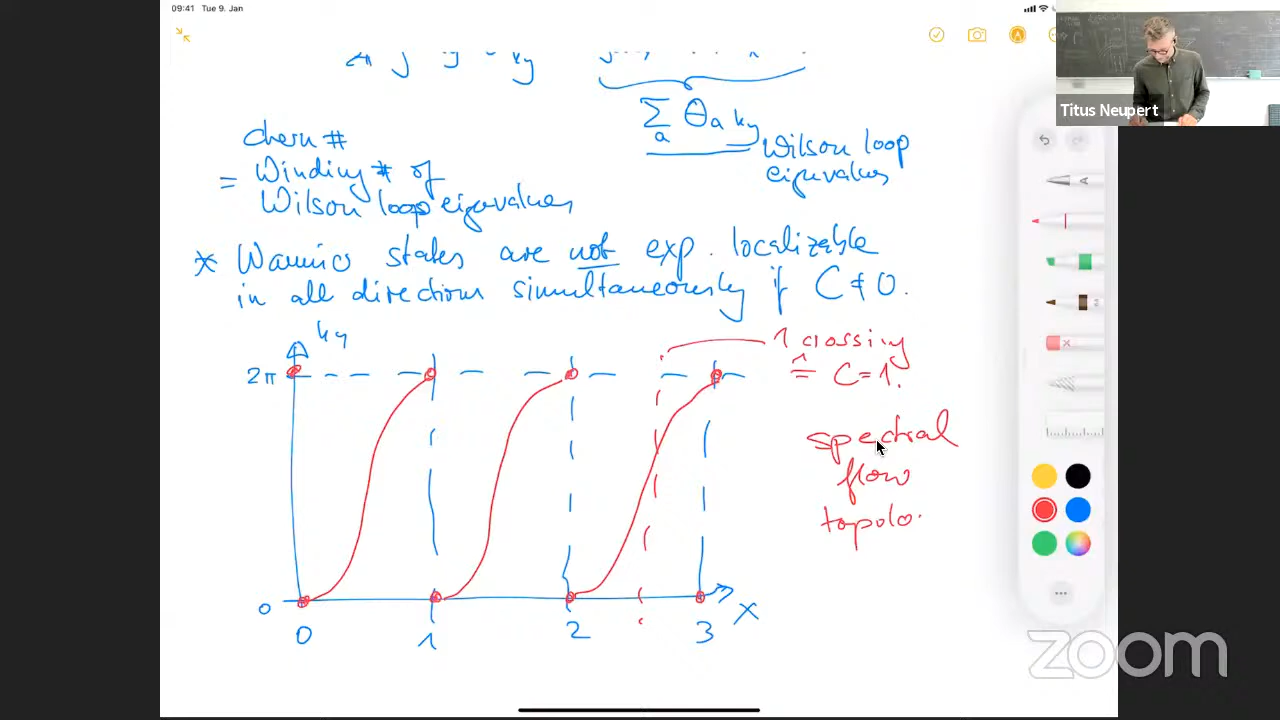 09:41 Tue 9. Jan
Titus Neupert
Σ θa ky
a
Wilson loop
eigevalues
chern #
= Winding # of
Wilson loop eigenvalues
* Wannier states are not exp. localizable
in all directions simultaneously if C ≠ 0.
ky
1 crossing
≙ C=1.
2π
spectral
flow
topolo
0
0 1 2 3 x
zoom